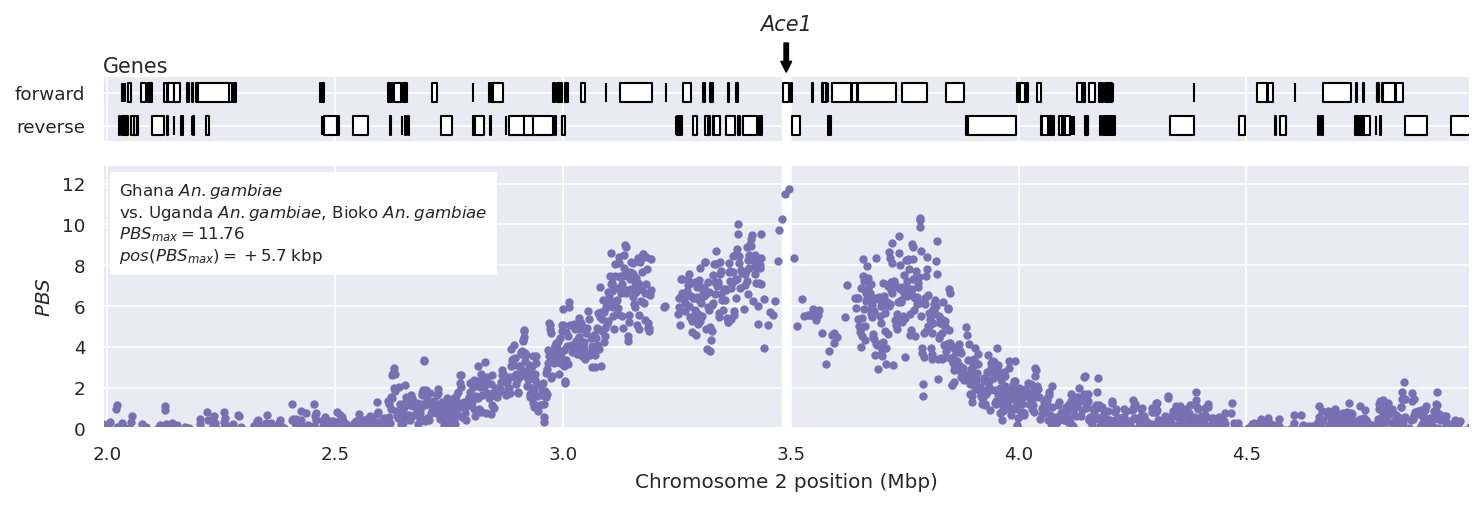 Ace1
Genes
forward
reverse
12
10
8
6
4
2
0
PBS
Ghana An. gambiae
vs. Uganda An. gambiae, Bioko An. gambiae
PBSmax = 11.76
pos(PBSmax) = +5.7 kbp
2.0 2.5 3.0 3.5 4.0 4.5
Chromosome 2 position (Mbp)